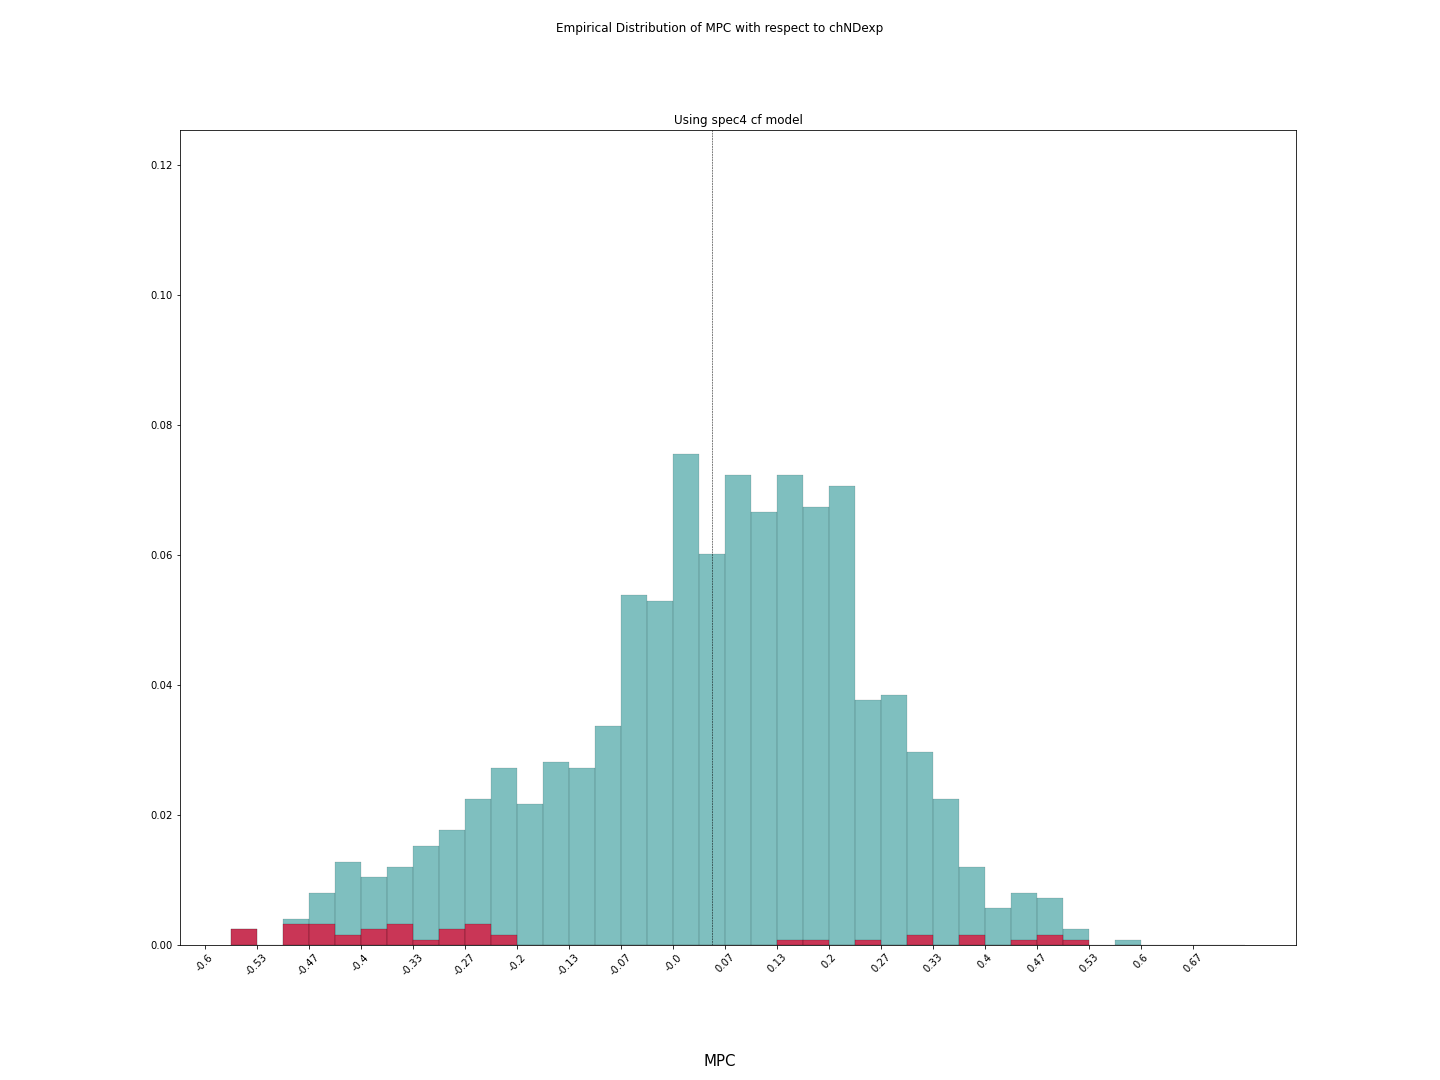 Empirical Distribution of MPC with respect to chNDexp
Using spec4 cf model
0.12
0.10
0.08
0.06
0.04
0.02
0.00
-0.6 -0.53 -0.47 -0.4 -0.33 -0.27 -0.2 -0.13 -0.07 -0.0 0.07 0.13 0.2 0.27 0.33 0.4 0.47 0.53 0.6 0.67
MPC